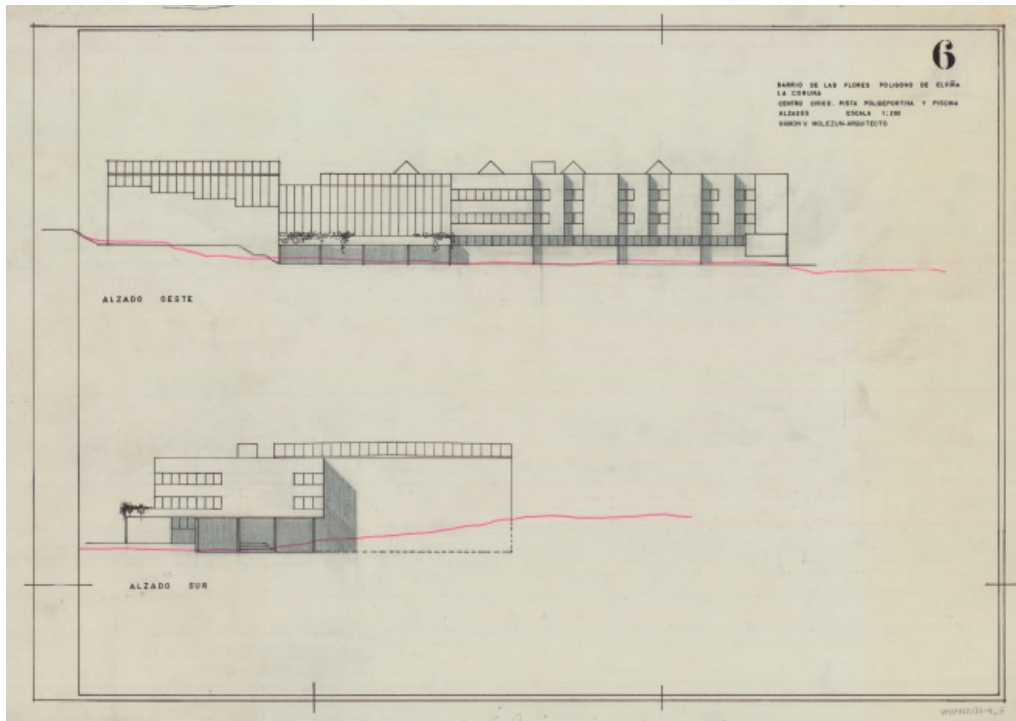 6
BARRIO DE LAS FLORES POLIGONO DE ELVIÑA
LA CORUÑA
CENTRO CIVICO. PISTA POLIDEPORTIVA Y PISCINA
ALZADOS ESCALA 1:200
RAMON V. MOLEZUN-ARQUITECTO
ALZADO OESTE
ALZADO SUR